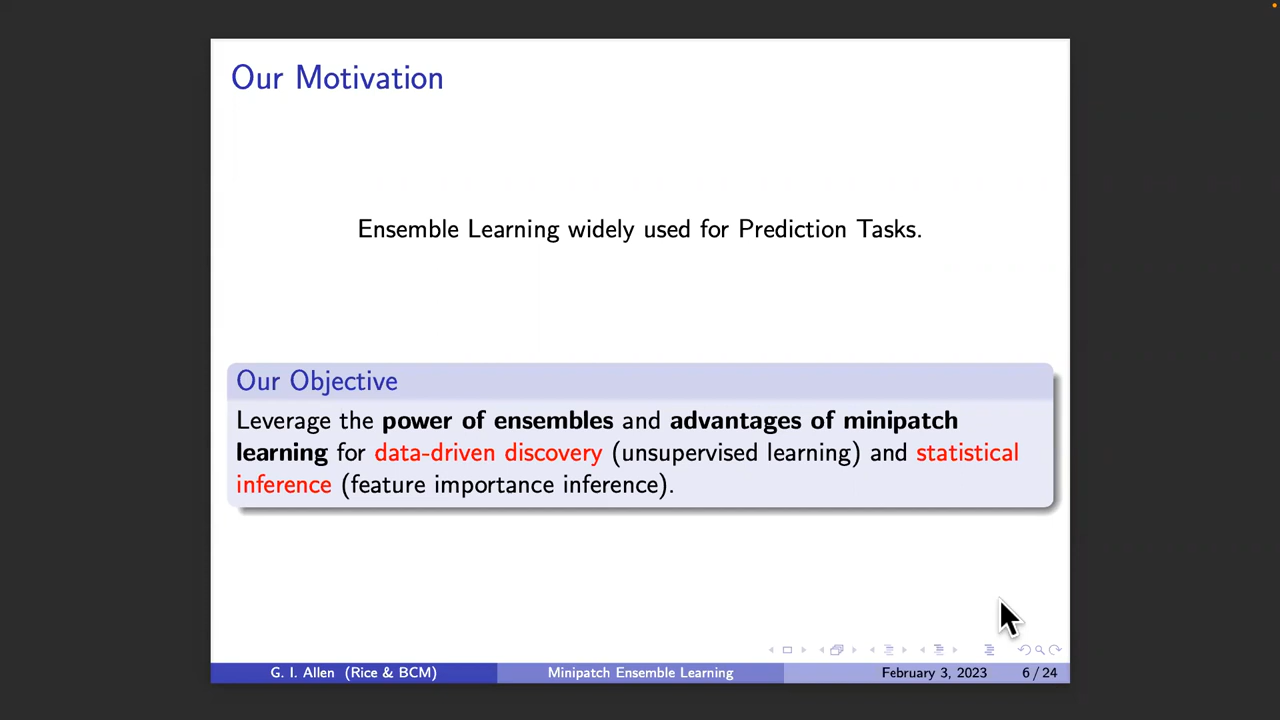 Our Motivation
Ensemble Learning widely used for Prediction Tasks.
Our Objective
Leverage the power of ensembles and advantages of minipatch
learning for data-driven discovery (unsupervised learning) and statistical
inference (feature importance inference).
G. I. Allen (Rice & BCM)
Minipatch Ensemble Learning
February 3, 2023
6 / 24